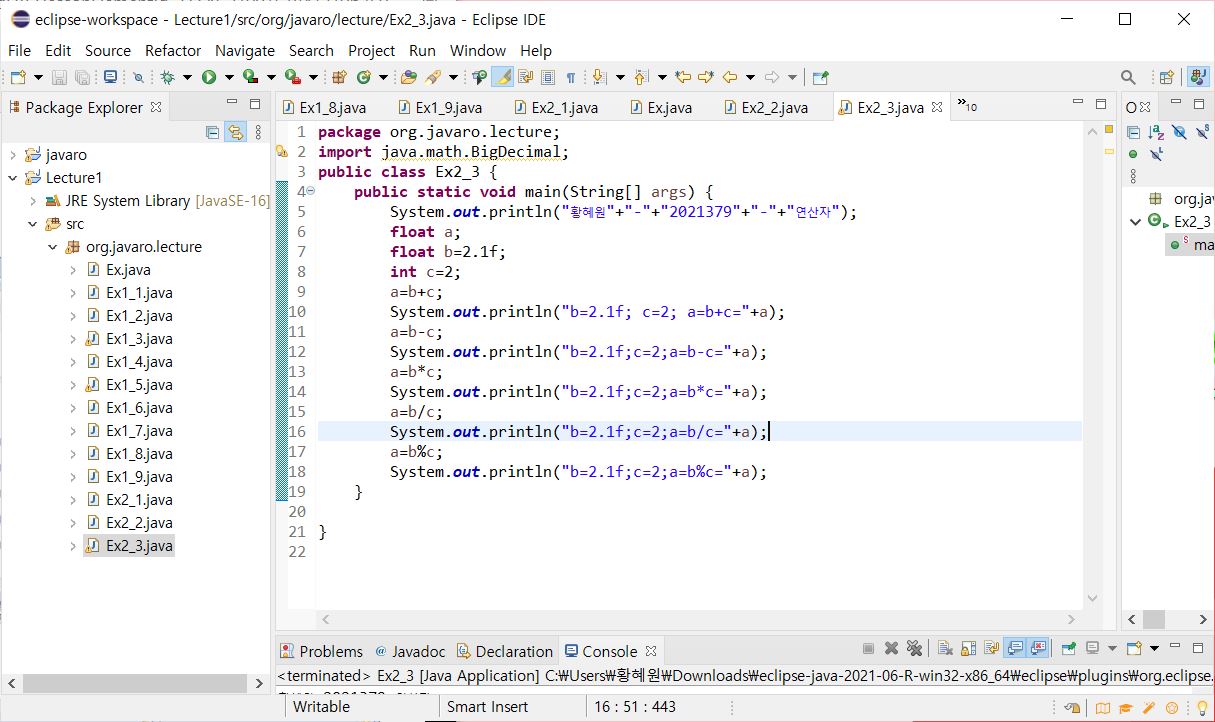 eclipse-workspace - Lecture1/src/org/javaro/lecture/Ex2_3.java - Eclipse IDE
File Edit Source Refactor Navigate Search Project Run Window Help
Package Explorer
Ex1_8.java Ex1_9.java Ex2_1.java Ex.java Ex2_2.java Ex2_3.java »10
javaro
Lecture1
JRE System Library [JavaSE-16]
src
org.javaro.lecture
Ex.java
Ex1_1.java
Ex1_2.java
Ex1_3.java
Ex1_4.java
Ex1_5.java
Ex1_6.java
Ex1_7.java
Ex1_8.java
Ex1_9.java
Ex2_1.java
Ex2_2.java
Ex2_3.java
1 package org.javaro.lecture;
2 import java.math.BigDecimal;
3 public class Ex2_3 {
4 public static void main(String[] args) {
5 System.out.println("황혜원"+"-"+"2021379"+"-"+"연산자");
6 float a;
7 float b=2.1f;
8 int c=2;
9 a=b+c;
10 System.out.println("b=2.1f; c=2; a=b+c="+a);
11 a=b-c;
12 System.out.println("b=2.1f;c=2;a=b-c="+a);
13 a=b*c;
14 System.out.println("b=2.1f;c=2;a=b*c="+a);
15 a=b/c;
16 System.out.println("b=2.1f;c=2;a=b/c="+a);
17 a=b%c;
18 System.out.println("b=2.1f;c=2;a=b%c="+a);
19 }
20
21 }
22
O
org.ja
Ex2_3
ma
Problems @ Javadoc Declaration Console
<terminated> Ex2_3 [Java Application] C:₩Users₩황혜원₩Downloads₩eclipse-java-2021-06-R-win32-x86_64₩eclipse₩plugins₩org.eclipse.
Writable Smart Insert 16 : 51 : 443